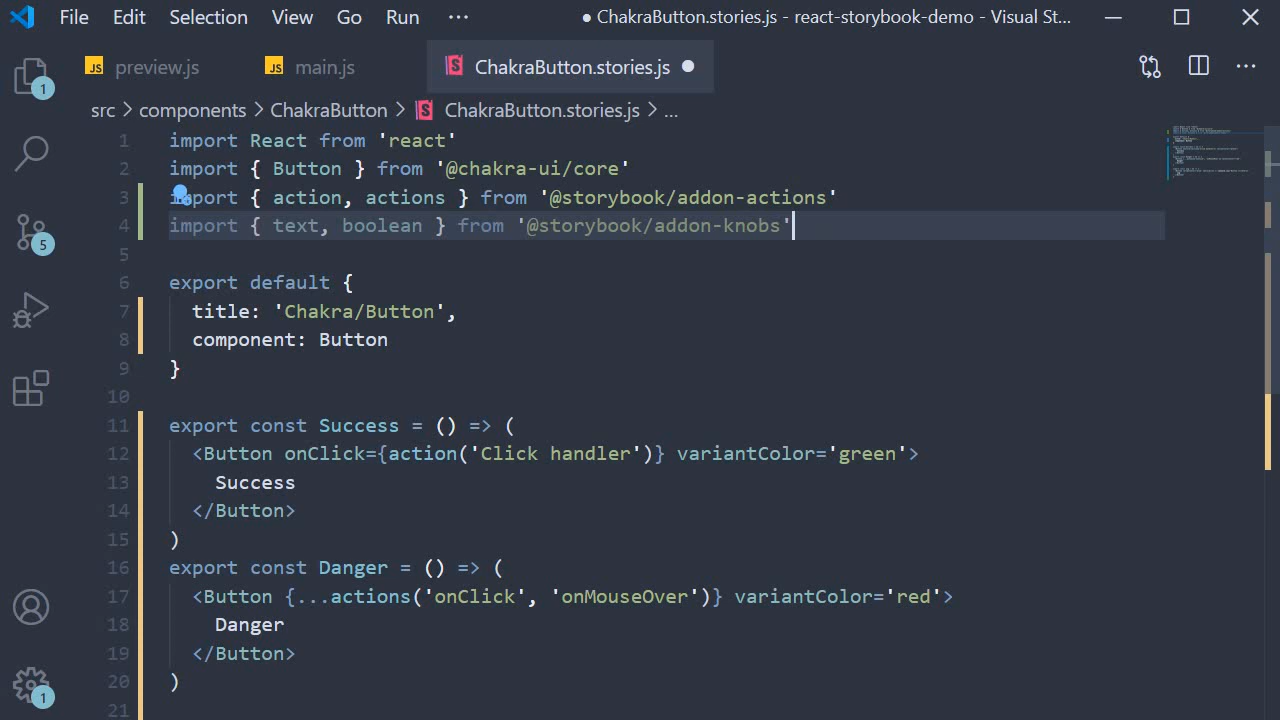 File Edit Selection View Go Run ··· ● ChakraButton.stories.js - react-storybook-demo - Visual St...
JS preview.js JS main.js ChakraButton.stories.js ●
src > components > ChakraButton > ChakraButton.stories.js > ...
1 import React from 'react'
2 import { Button } from '@chakra-ui/core'
3 import { action, actions } from '@storybook/addon-actions'
4 import { text, boolean } from '@storybook/addon-knobs'
5
6 export default {
7 title: 'Chakra/Button',
8 component: Button
9 }
10
11 export const Success = () => (
12 <Button onClick={action('Click handler')} variantColor='green'>
13 Success
14 </Button>
15 )
16 export const Danger = () => (
17 <Button {...actions('onClick', 'onMouseOver')} variantColor='red'>
18 Danger
19 </Button>
20 )
21
1
5
1